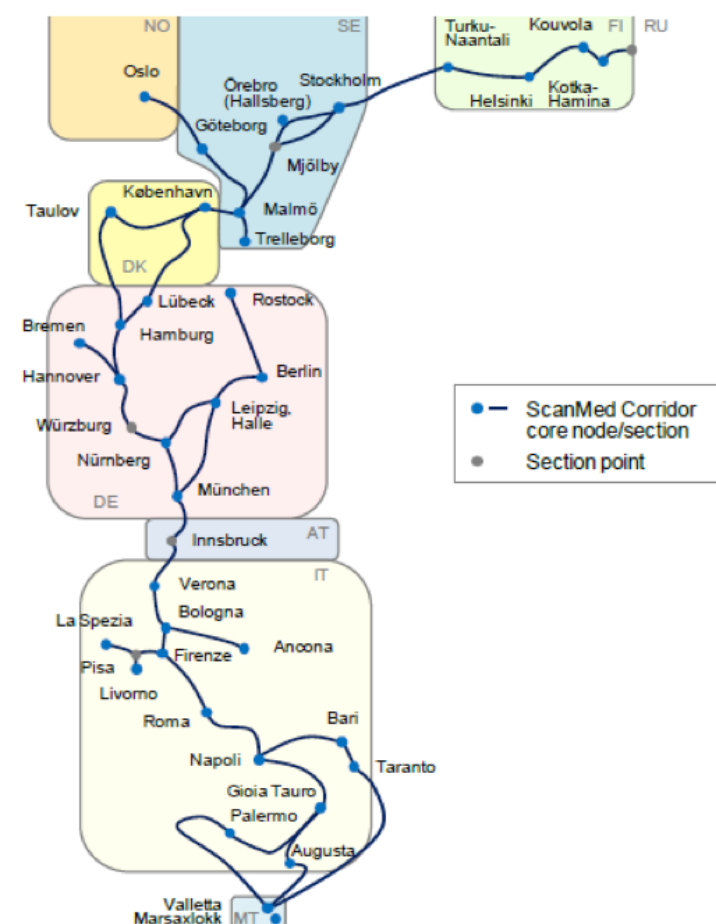 NO
SE
Turku-
Naantali
Kouvola
FI
RU
Oslo
Örebro
(Hallsberg)
Stockholm
Göteborg
Helsinki
Kotka-
Hamina
Mjölby
København
Taulov
Malmö
Trelleborg
DK
Lübeck
Rostock
Bremen
Hamburg
Hannover
Berlin
Leipzig,
Halle
Würzburg
Nürnberg
München
DE
ScanMed Corridor
core node/section
Section point
Innsbruck
AT
IT
Verona
Bologna
La Spezia
Firenze
Ancona
Pisa
Livorno
Roma
Bari
Napoli
Taranto
Gioia Tauro
Palermo
Augusta
Valletta
Marsaxlokk
MT